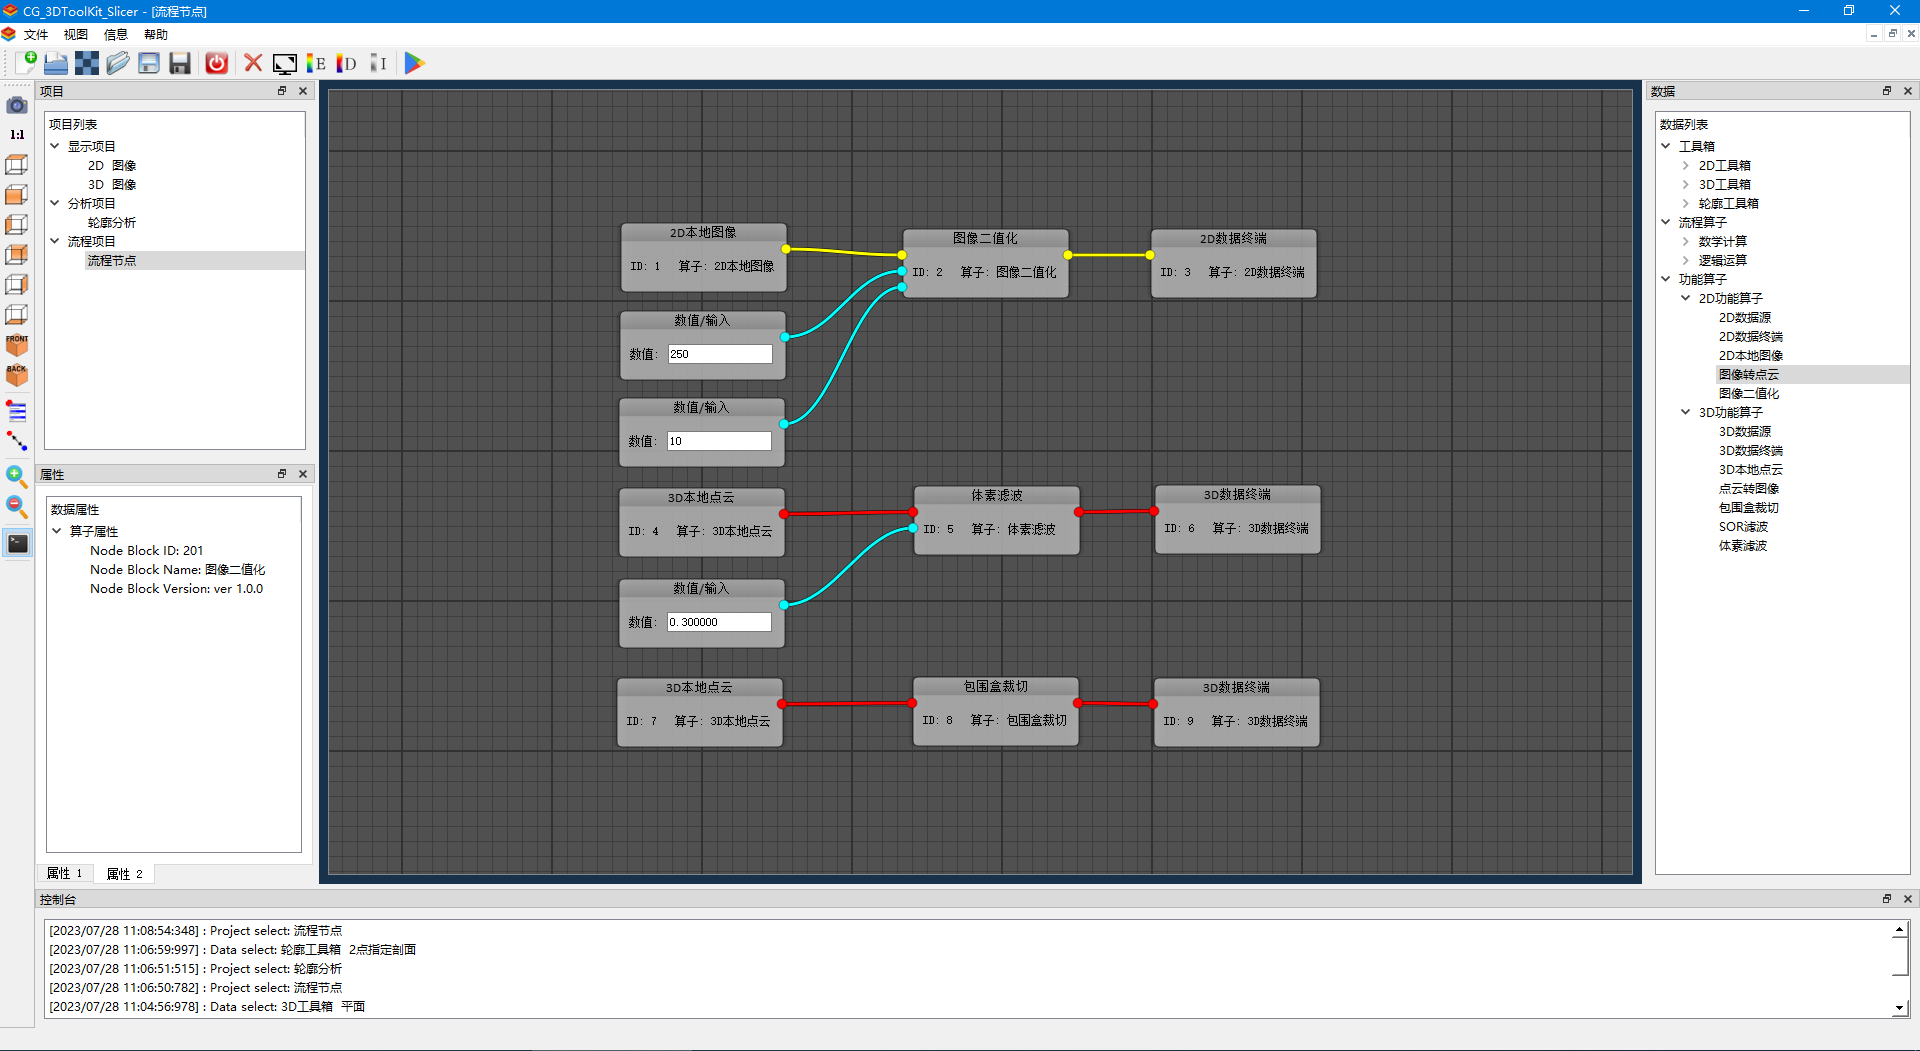 CG_3DToolKit_Slicer - [流程节点]
文件 视图 信息 帮助
E D I
1:1
FRONT
BACK
项目
项目列表
显示项目
2D 图像
3D 图像
分析项目
轮廓分析
流程项目
流程节点
属性
数据属性
算子属性
Node Block ID: 201
Node Block Name: 图像二值化
Node Block Version: ver 1.0.0
属性 1 属性 2
2D本地图像
ID: 1 算子: 2D本地图像
图像二值化
ID: 2 算子: 图像二值化
2D数据终端
ID: 3 算子: 2D数据终端
数值/输入
数值: 250
数值/输入
数值: 10
3D本地点云
ID: 4 算子: 3D本地点云
体素滤波
ID: 5 算子: 体素滤波
3D数据终端
ID: 6 算子: 3D数据终端
数值/输入
数值: 0.300000
3D本地点云
ID: 7 算子: 3D本地点云
包围盒裁切
ID: 8 算子: 包围盒裁切
3D数据终端
ID: 9 算子: 3D数据终端
数据
数据列表
工具箱
2D工具箱
3D工具箱
轮廓工具箱
流程算子
数学计算
逻辑运算
功能算子
2D功能算子
2D数据源
2D数据终端
2D本地图像
图像转点云
图像二值化
3D功能算子
3D数据源
3D数据终端
3D本地点云
点云转图像
包围盒裁切
SOR滤波
体素滤波
控制台
[2023/07/28 11:08:54:348] : Project select: 流程节点
[2023/07/28 11:06:59:997] : Data select: 轮廓工具箱 2点指定剖面
[2023/07/28 11:06:51:515] : Project select: 轮廓分析
[2023/07/28 11:06:50:782] : Project select: 流程节点
[2023/07/28 11:04:56:978] : Data select: 3D工具箱 平面